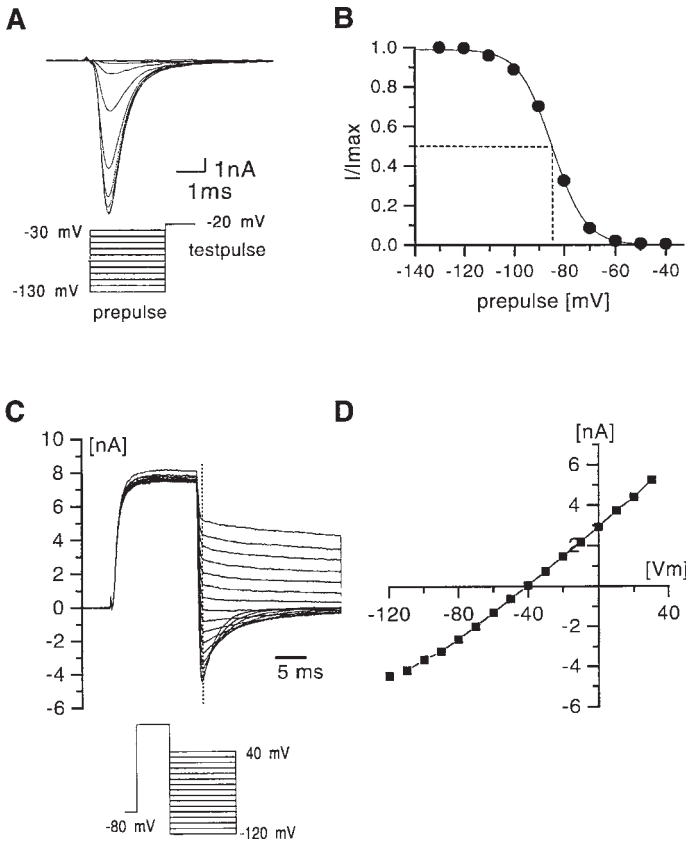 A
1nA
1ms
-30 mV
-20 mV
testpulse
-130 mV
prepulse
B
I/Imax
1.0
0.8
0.6
0.4
0.2
0.0
-140 -120 -100 -80 -60 -40
prepulse [mV]
C
[nA]
10
8
6
4
2
0
-2
-4
-6
5 ms
40 mV
-80 mV
-120 mV
D
[nA]
6
4
2
[Vm]
-120 -80 -40 40
-2
-4
-6